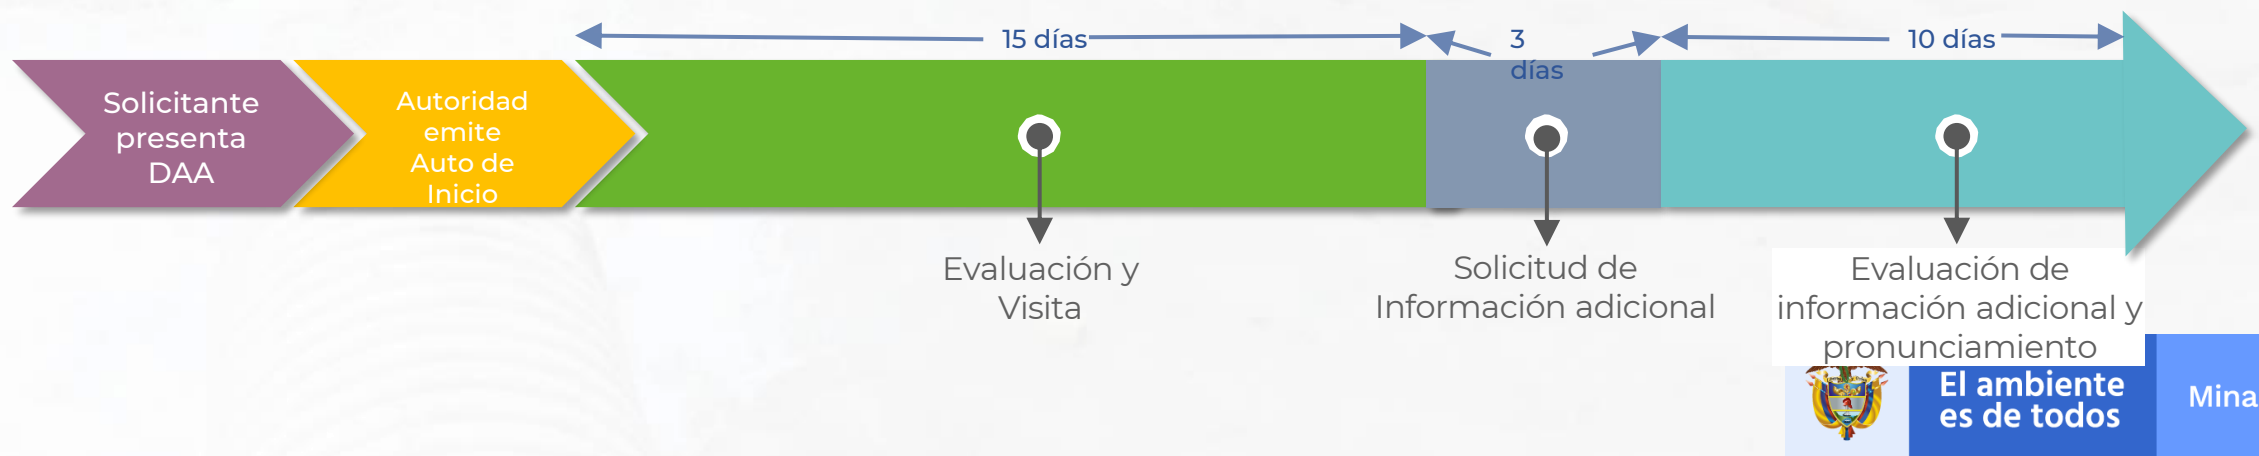 15 días
3
días
10 días
Solicitante
presenta
DAA
Autoridad
emite
Auto de
Inicio
Evaluación y
Visita
Solicitud de
Información adicional
Evaluación de
información adicional y
pronunciamiento
El ambiente
es de todos
Mina